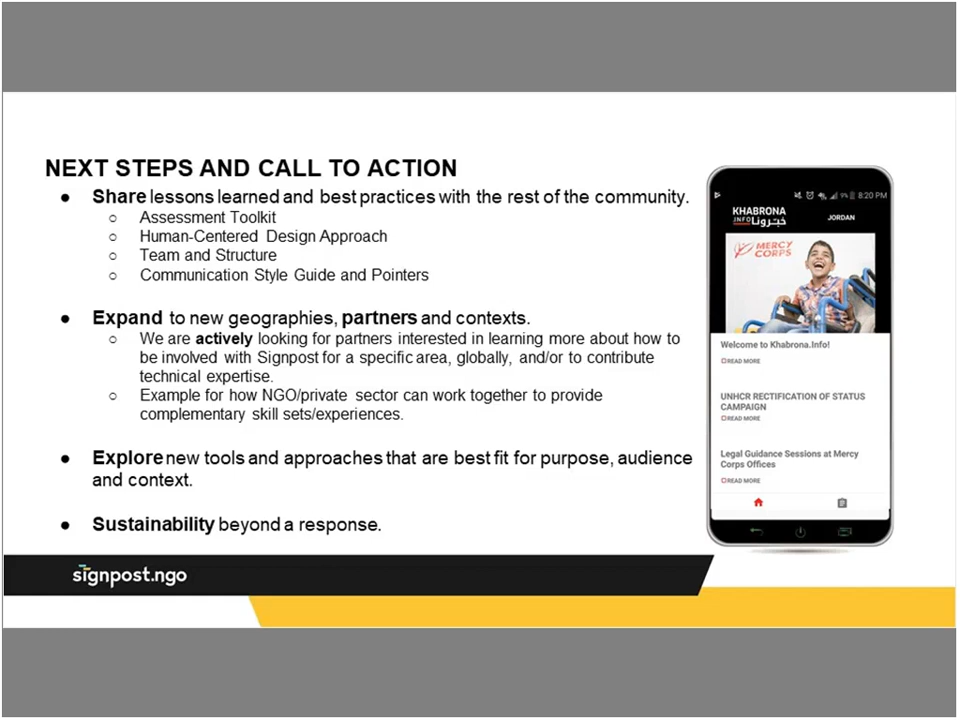 NEXT STEPS AND CALL TO ACTION
● Share lessons learned and best practices with the rest of the community.
○ Assessment Toolkit
○ Human-Centered Design Approach
○ Team and Structure
○ Communication Style Guide and Pointers
● Expand to new geographies, partners and contexts.
○ We are actively looking for partners interested in learning more about how to
be involved with Signpost for a specific area, globally, and/or to contribute
technical expertise.
○ Example for how NGO/private sector can work together to provide
complementary skill sets/experiences.
● Explore new tools and approaches that are best fit for purpose, audience
and context.
● Sustainability beyond a response.
signpost.ngo
9% 8:20 PM
KHABRONA
.INFO خبرونا
JORDAN
MERCY
CORPS
Welcome to Khabrona.Info!
READ MORE
UNHCR RECTIFICATION OF STATUS
CAMPAIGN
READ MORE
Legal Guidance Sessions at Mercy
Corps Offices
READ MORE